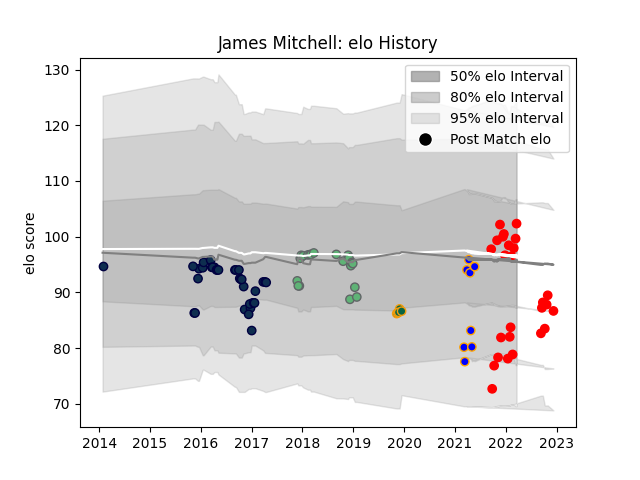 James Mitchell: elo History
130
120
110
100
90
80
70
elo score
50% elo Interval
80% elo Interval
95% elo Interval
Post Match elo
2014 2015 2016 2017 2018 2019 2020 2021 2022 2023